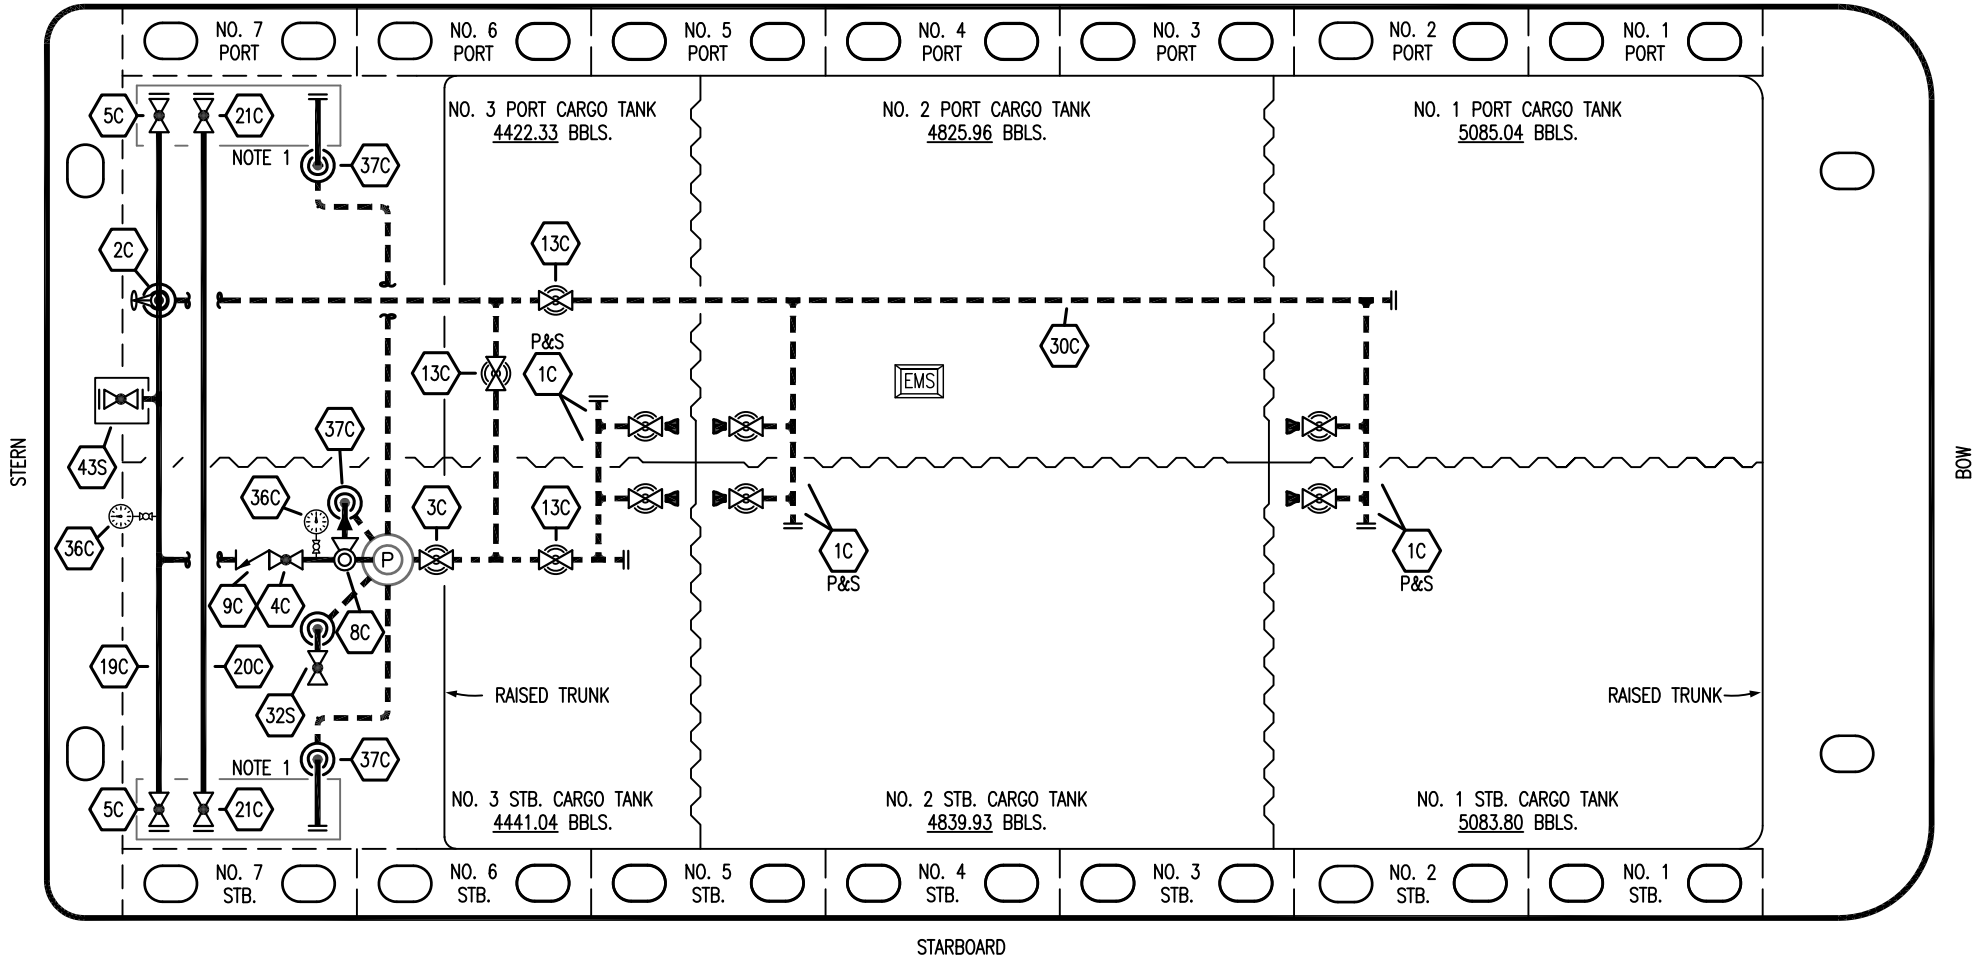 NO. 7
PORT
NO. 6
PORT
NO. 5
PORT
NO. 4
PORT
NO. 3
PORT
NO. 2
PORT
NO. 1
PORT
5C
21C
NOTE 1
37C
NO. 3 PORT CARGO TANK
4422.33 BBLS.
NO. 2 PORT CARGO TANK
4825.96 BBLS.
NO. 1 PORT CARGO TANK
5085.04 BBLS.
2C
13C
P&S
13C
1C
30C
EMS
37C
STERN
43S
BOW
36C
3C
13C
36C
P
1C
P&S
1C
P&S
9C
4C
8C
19C
20C
32S
RAISED TRUNK
RAISED TRUNK
NOTE 1
37C
5C
21C
NO. 3 STB. CARGO TANK
4441.04 BBLS.
NO. 2 STB. CARGO TANK
4839.93 BBLS.
NO. 1 STB. CARGO TANK
5083.80 BBLS.
NO. 7
STB.
NO. 6
STB.
NO. 5
STB.
NO. 4
STB.
NO. 3
STB.
NO. 2
STB.
NO. 1
STB.
STARBOARD